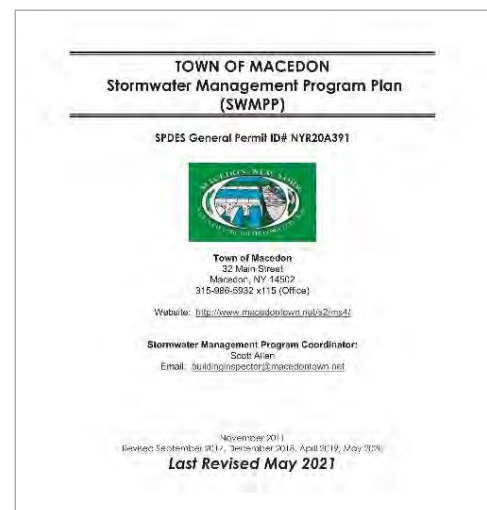 TOWN OF MACEDON
Stormwater Management Program Plan
(SWMPP)
SPDES General Permit ID# NYR20A391
MACEDON, NEW YORK
Town of Macedon
32 Main Street
Macedon, NY 14502
315-986-5932 x115 (Office)
Website: http://www.macedontown.net/s2/ms4/
Stormwater Management Program Coordinator:
Scott Allen
Email: buildinginspector@macedontown.net
November 2011
Revised September 2017, December 2018, April 2019, May 2020
Last Revised May 2021